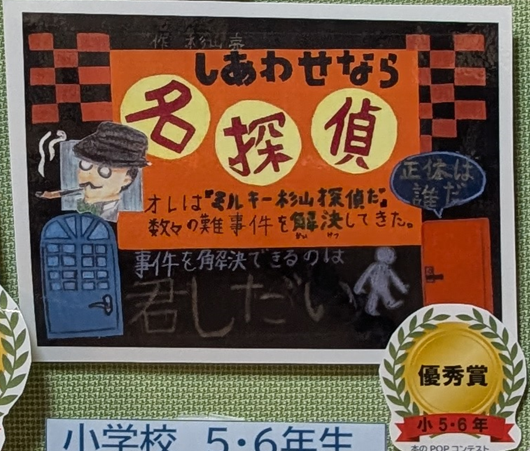 作 杉山亮
しあわせなら
名探偵
オレは『ミルキー杉山探偵だ』
数々の難事件を解決してきた。
かいけつ
正体は
誰だ
事件を解決できるのは
君しだい
優秀賞
小5・6年
本のPOPコンテスト
小学校 5・6年生